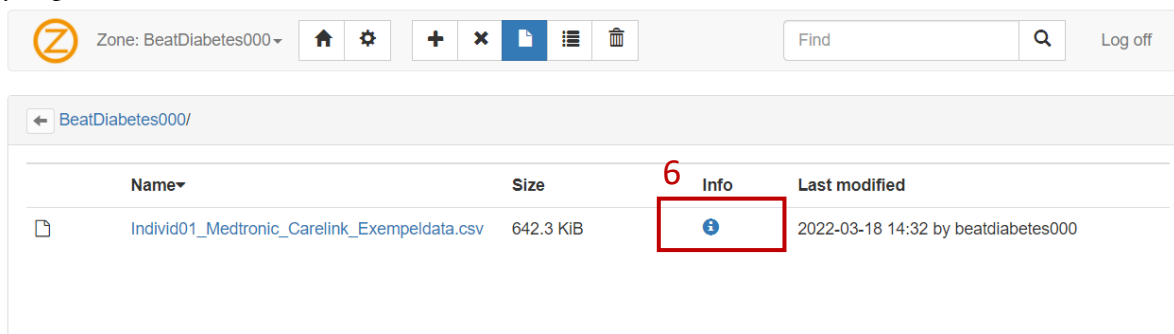 Z Zone: BeatDiabetes000 Find Log off
BeatDiabetes000/
6
Name Size Info Last modified
Individ01_Medtronic_Carelink_Exempeldata.csv 642.3 KiB 2022-03-18 14:32 by beatdiabetes000